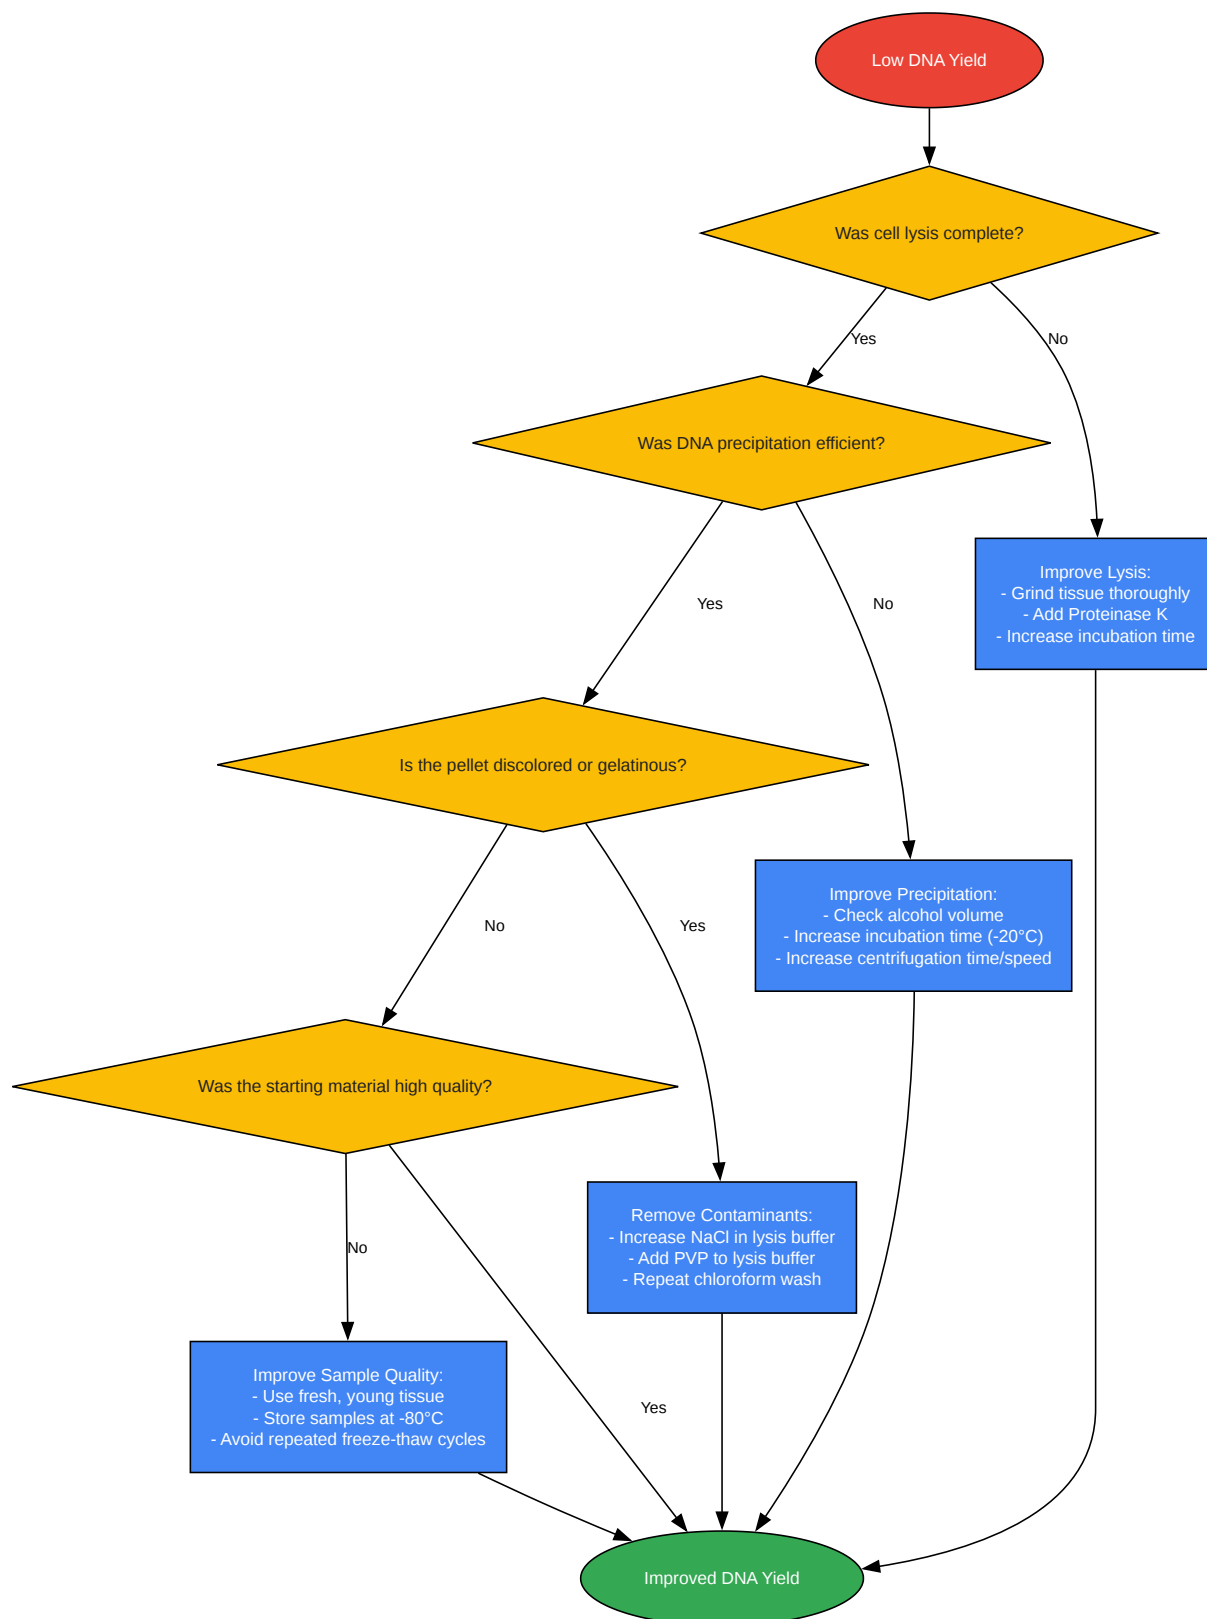 Low DNA Yield
Was cell lysis complete?
Yes
No
Was DNA precipitation efficient?
Improve Lysis:
- Grind tissue thoroughly
- Add Proteinase K
- Increase incubation time
Yes
No
Is the pellet discolored or gelatinous?
Improve Precipitation:
- Check alcohol volume
- Increase incubation time (-20°C)
- Increase centrifugation time/speed
No
Yes
Was the starting material high quality?
Remove Contaminants:
- Increase NaCl in lysis buffer
- Add PVP to lysis buffer
- Repeat chloroform wash
No
Improve Sample Quality:
- Use fresh, young tissue
- Store samples at -80°C
- Avoid repeated freeze-thaw cycles
Yes
Improved DNA Yield